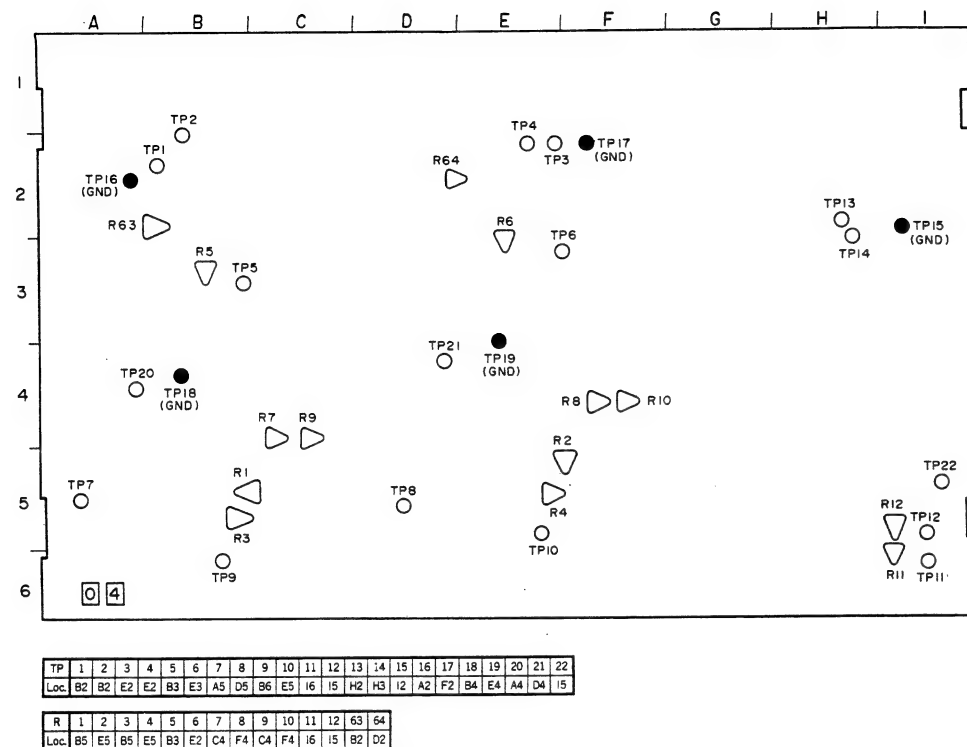 A B C D E F G H I
1
TP2
TP4
TP17
(GND)
TP1
TP3
R64
TP16
(GND)
2
TP13
R63
R6
TP15
(GND)
R5
TP6
TP14
TP5
3
TP21
TP19
(GND)
TP20
TP18
(GND)
4
R8
R10
R7
R9
R2
R1
TP22
TP7
TP8
5
R12
TP12
R3
R4
TP10
TP9
R11
TP11
6
0 4
TP 1 2 3 4 5 6 7 8 9 10 11 12 13 14 15 16 17 18 19 20 21 22
Loc. B2 B2 E2 E2 B3 E3 A5 D5 B6 E5 I6 I5 H2 H3 I2 A2 F2 B4 E4 A4 D4 I5
R 1 2 3 4 5 6 7 8 9 10 11 12 63 64
Loc. B5 E5 B5 E5 B3 E2 C4 F4 C4 F4 I6 I5 B2 D2